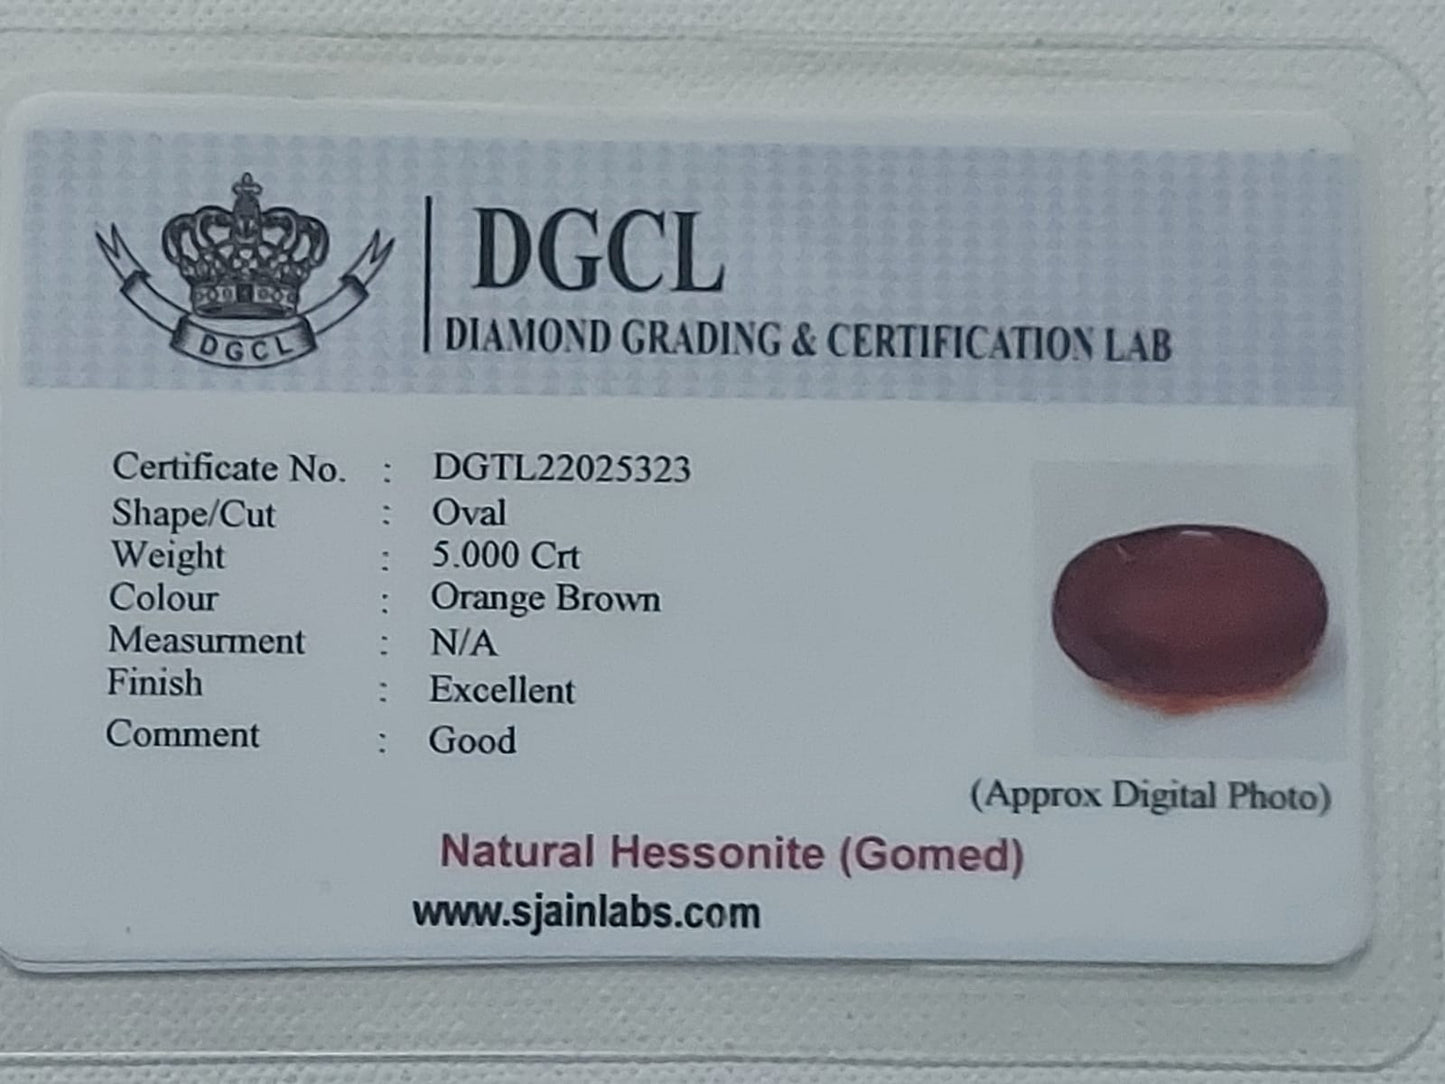 DGCL
DGCL
DIAMOND GRADING & CERTIFICATION LAB
Certificate No. : DGTL22025323
Shape/Cut : Oval
Weight : 5.000 Crt
Colour : Orange Brown
Measurment : N/A
Finish : Excellent
Comment : Good
(Approx Digital Photo)
Natural Hessonite (Gomed)
www.sjainlabs.com